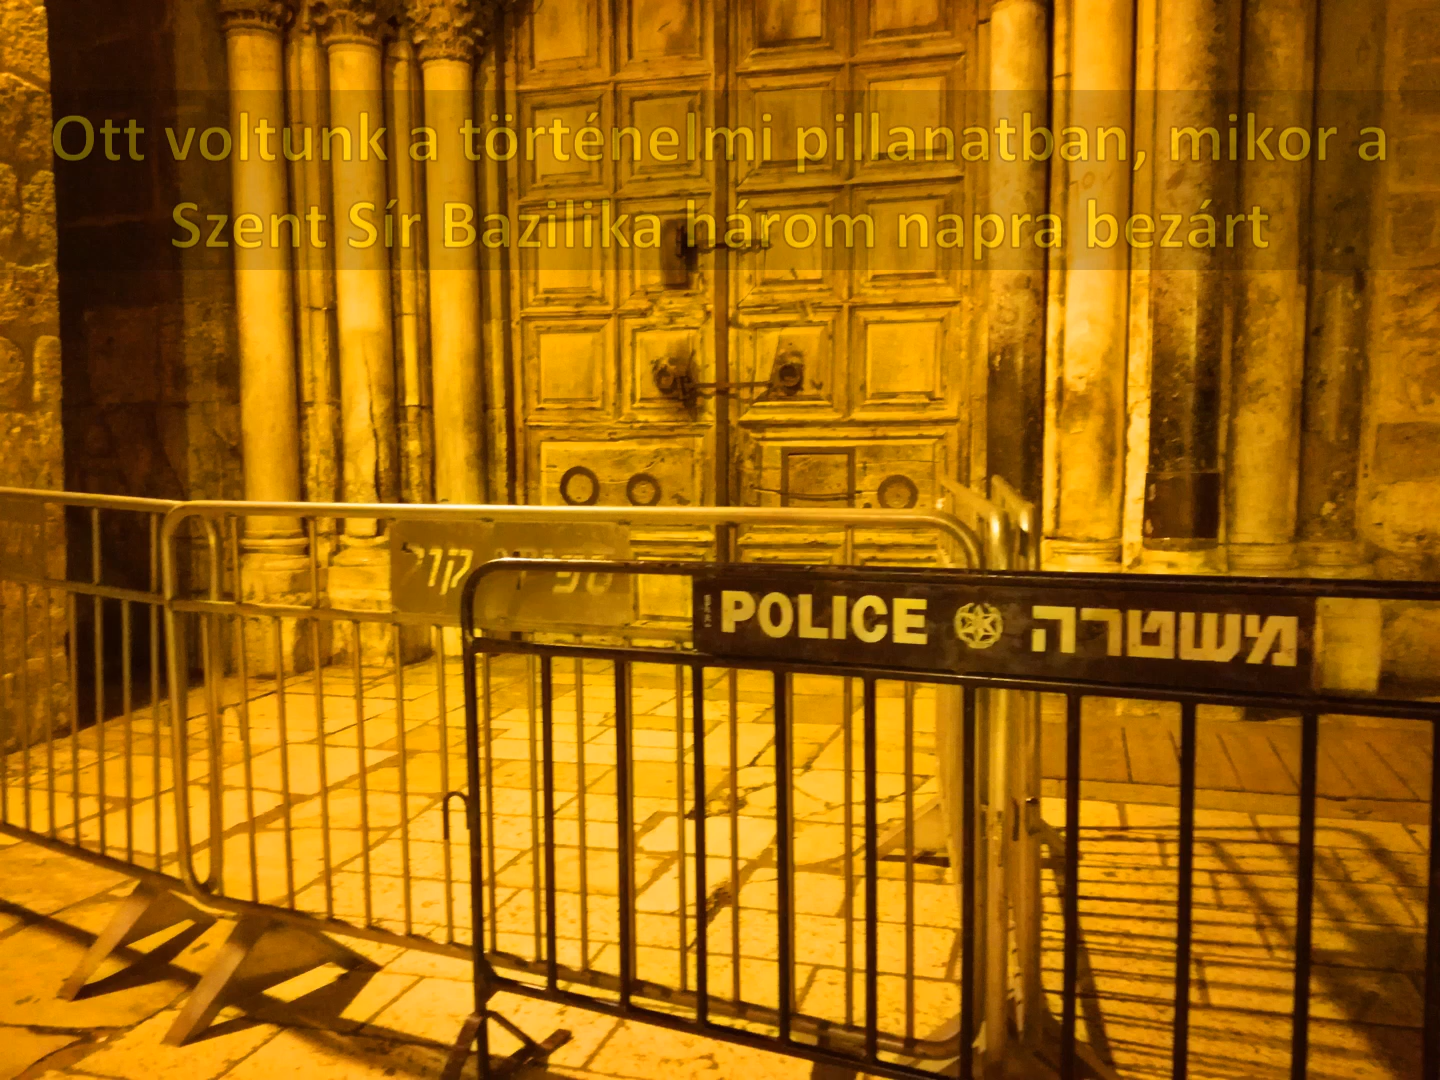 Ott voltunk a történelmi pillanatban, mikor a
Szent Sír Bazilika három napra bezárt
POLICE משטרה